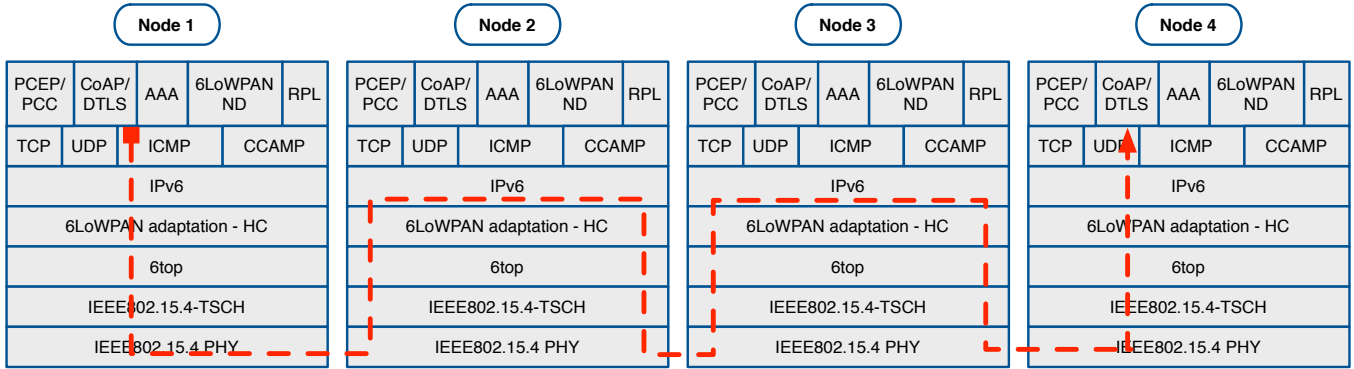 Node 1
Node 2
Node 3
Node 4
PCEP/
PCC
CoAP/
DTLS
AAA
6LoWPAN
ND
RPL
TCP
UDP
ICMP
CCAMP
IPv6
6LoWPAN adaptation - HC
6top
IEEE802.15.4-TSCH
IEEE802.15.4 PHY
PCEP/
PCC
CoAP/
DTLS
AAA
6LoWPAN
ND
RPL
TCP
UDP
ICMP
CCAMP
IPv6
6LoWPAN adaptation - HC
6top
IEEE802.15.4-TSCH
IEEE802.15.4 PHY
PCEP/
PCC
CoAP/
DTLS
AAA
6LoWPAN
ND
RPL
TCP
UDP
ICMP
CCAMP
IPv6
6LoWPAN adaptation - HC
6top
IEEE802.15.4-TSCH
IEEE802.15.4 PHY
PCEP/
PCC
CoAP/
DTLS
AAA
6LoWPAN
ND
RPL
TCP
UDP
ICMP
CCAMP
IPv6
6LoWPAN adaptation - HC
6top
IEEE802.15.4-TSCH
IEEE802.15.4 PHY